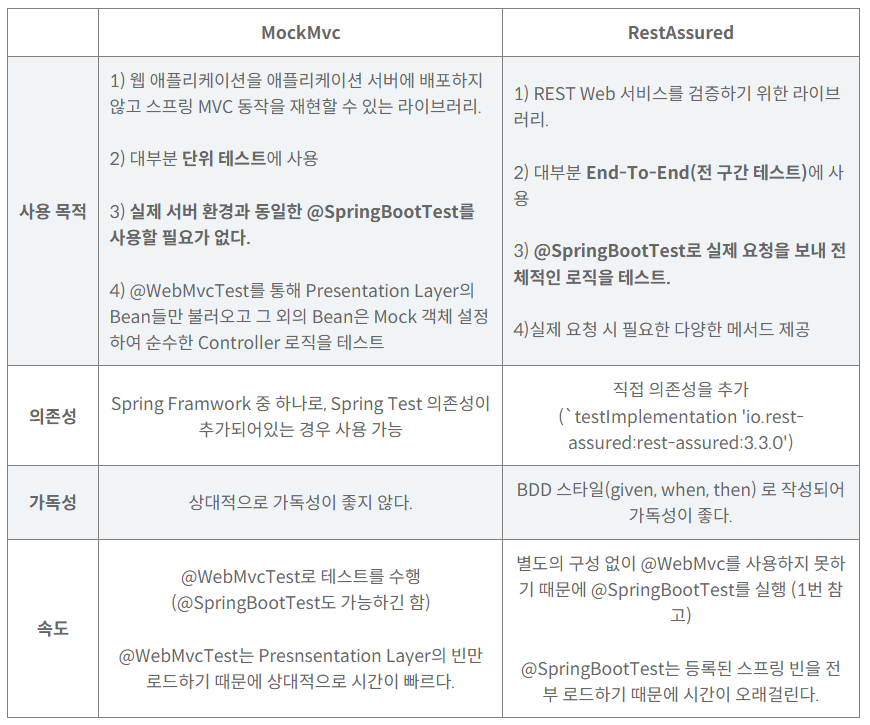 MockMvc
RestAssured
사용 목적
1) 웹 애플리케이션을 애플리케이션 서버에 배포하지
않고 스프링 MVC 동작을 재현할 수 있는 라이브러리.
2) 대부분 단위 테스트에 사용
3) 실제 서버 환경과 동일한 @SpringBootTest를
사용할 필요가 없다.
4) @WebMvcTest를 통해 Presentation Layer의
Bean들만 불러오고 그 외의 Bean은 Mock 객체 설정
하여 순수한 Controller 로직을 테스트
1) REST Web 서비스를 검증하기 위한 라이브
러리.
2) 대부분 End-To-End(전 구간 테스트)에 사
용
3) @SpringBootTest로 실제 요청을 보내 전
체적인 로직을 테스트.
4)실제 요청 시 필요한 다양한 메서드 제공
의존성
Spring Framwork 중 하나로, Spring Test 의존성이
추가되어있는 경우 사용 가능
직접 의존성을 추가
(`testImplementation 'io.rest-
assured:rest-assured:3.3.0')
가독성
상대적으로 가독성이 좋지 않다.
BDD 스타일(given, when, then) 로 작성되어
가독성이 좋다.
속도
@WebMvcTest로 테스트를 수행
(@SpringBootTest도 가능하긴 함)
@WebMvcTest는 Presnsentation Layer의 빈만
로드하기 때문에 상대적으로 시간이 빠르다.
별도의 구성 없이 @WebMvc를 사용하지 못하
기 때문에 @SpringBootTest를 실행 (1번 참
고)
@SpringBootTest는 등록된 스프링 빈을 전
부 로드하기 때문에 시간이 오래걸린다.